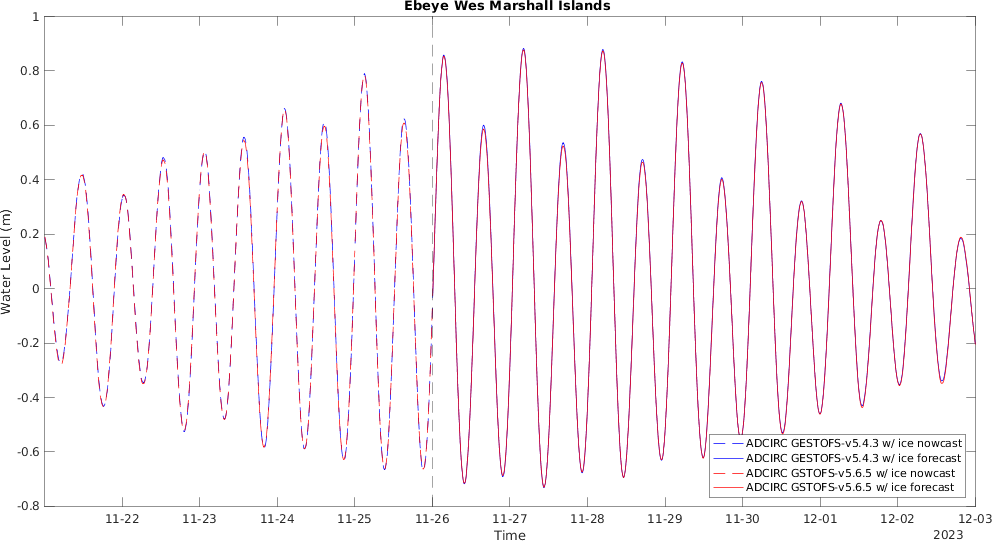 Ebeye Wes Marshall Islands
1
0.8
0.6
0.4
0.2
0
-0.2
-0.4
-0.6
-0.8
Water Level (m)
ADCIRC GESTOFS-v5.4.3 w/ ice nowcast
ADCIRC GESTOFS-v5.4.3 w/ ice forecast
ADCIRC GSTOFS-v5.6.5 w/ ice nowcast
ADCIRC GSTOFS-v5.6.5 w/ ice forecast
11-22 11-23 11-24 11-25 11-26 11-27 11-28 11-29 11-30 12-01 12-02 12-03
Time
2023